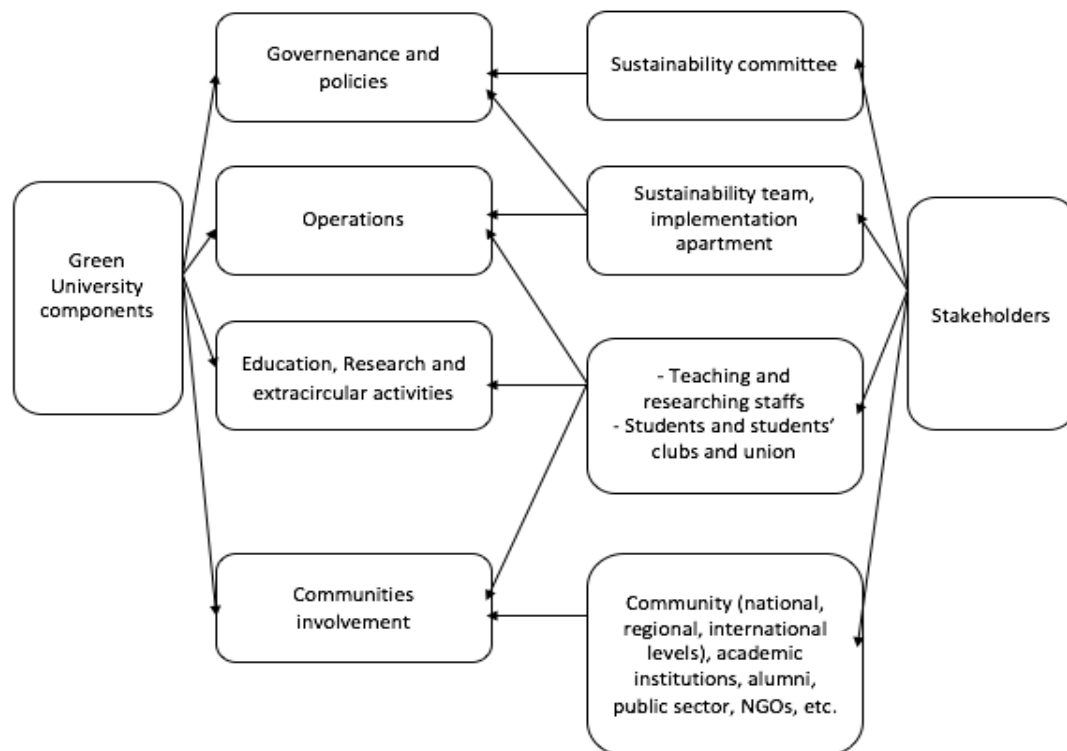 Governenance and
policies
Sustainability committee
Operations
Sustainability team,
implementation
apartment
Green
University
components
Stakeholders
Education, Research and
extracircular activities
- Teaching and
researching staffs
- Students and students’
clubs and union
Communities
involvement
Community (national,
regional, international
levels), academic
institutions, alumni,
public sector, NGOs, etc.